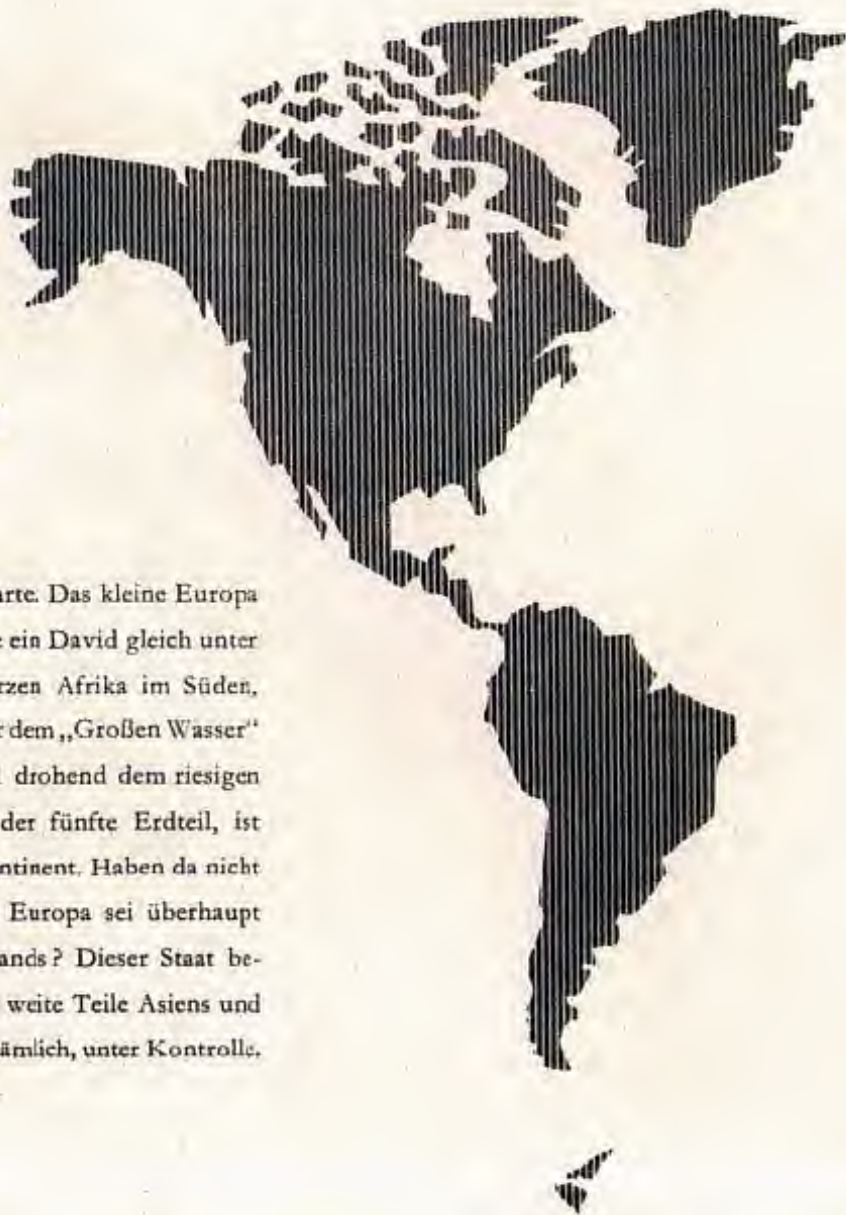 arte. Das kleine Europa
ein David gleich unter
rzen Afrika im Süden,
dem „Großen Wasser“
drohend dem riesigen
der fünfte Erdteil, ist
ntinent. Haben da nicht
Europa sei überhaupt
ands? Dieser Staat be-
weite Teile Asiens und
ämlich, unter Kontrolle.